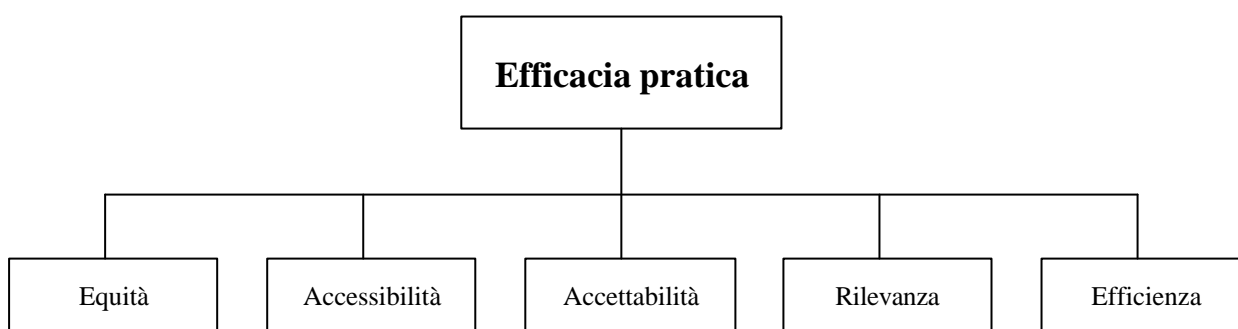 Efficacia pratica
Equità
Accessibilità
Accettabilità
Rilevanza
Efficienza